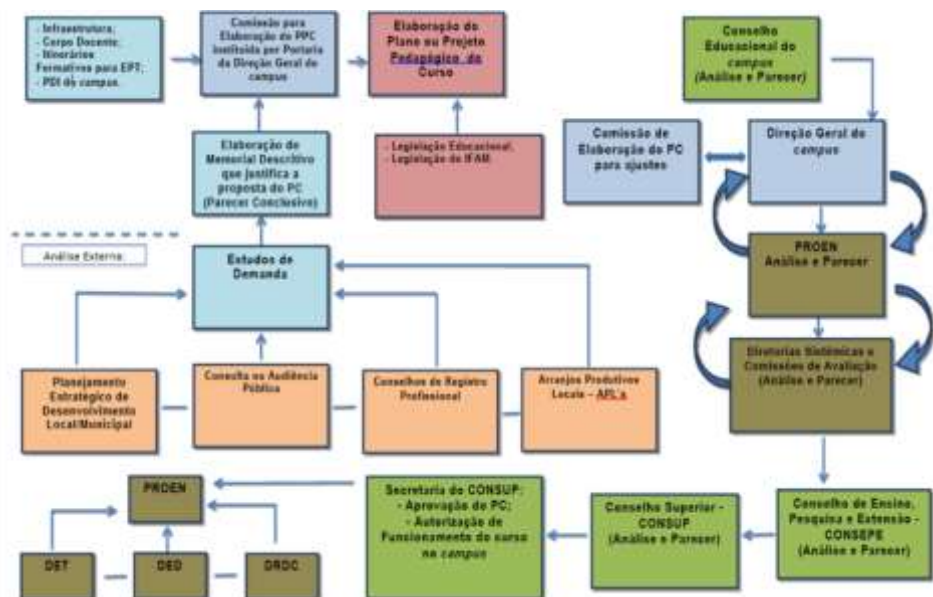 - Infraestrutura;
- Corpo Docente;
- Itinerários
Formativos para EPT;
- PDI do campus.
Comissão para
Elaboração do PPC
Instituída por Portaria
da Direção Geral do
campus
Elaboração do
Plano ou Projeto
Pedagógico do
Curso
Conselho
Educacional do
campus
(Análise e Parecer)
Elaboração de
Memorial Descritivo
que justifica a
proposta do PC
(Parecer Conclusivo)
- Legislação Educacional.
- Legislação do IFAM
Comissão de
Elaboração do PC
para ajustes
Direção Geral do
campus
Análise Externa:
Estudos de
Demanda
PROEN
Análise e Parecer
Diretorias Sistêmicas e
Comissões de Avaliação
(Análise e Parecer)
Planejamento
Estratégico de
Desenvolvimento
Local/Municipal
Consulta ou Audiência
Pública
Conselhos de Registro
Profissional
Arranjos Produtivos
Locais – APL's
PROEN
DET
DED
DRDC
Secretaria do CONSUP:
- Aprovação do PC;
- Autorização de
Funcionamento do curso
no campus
Conselho Superior -
CONSUP
(Análise e Parecer)
Conselho de Ensino,
Pesquisa e Extensão -
CONSEPE
(Análise e Parecer)